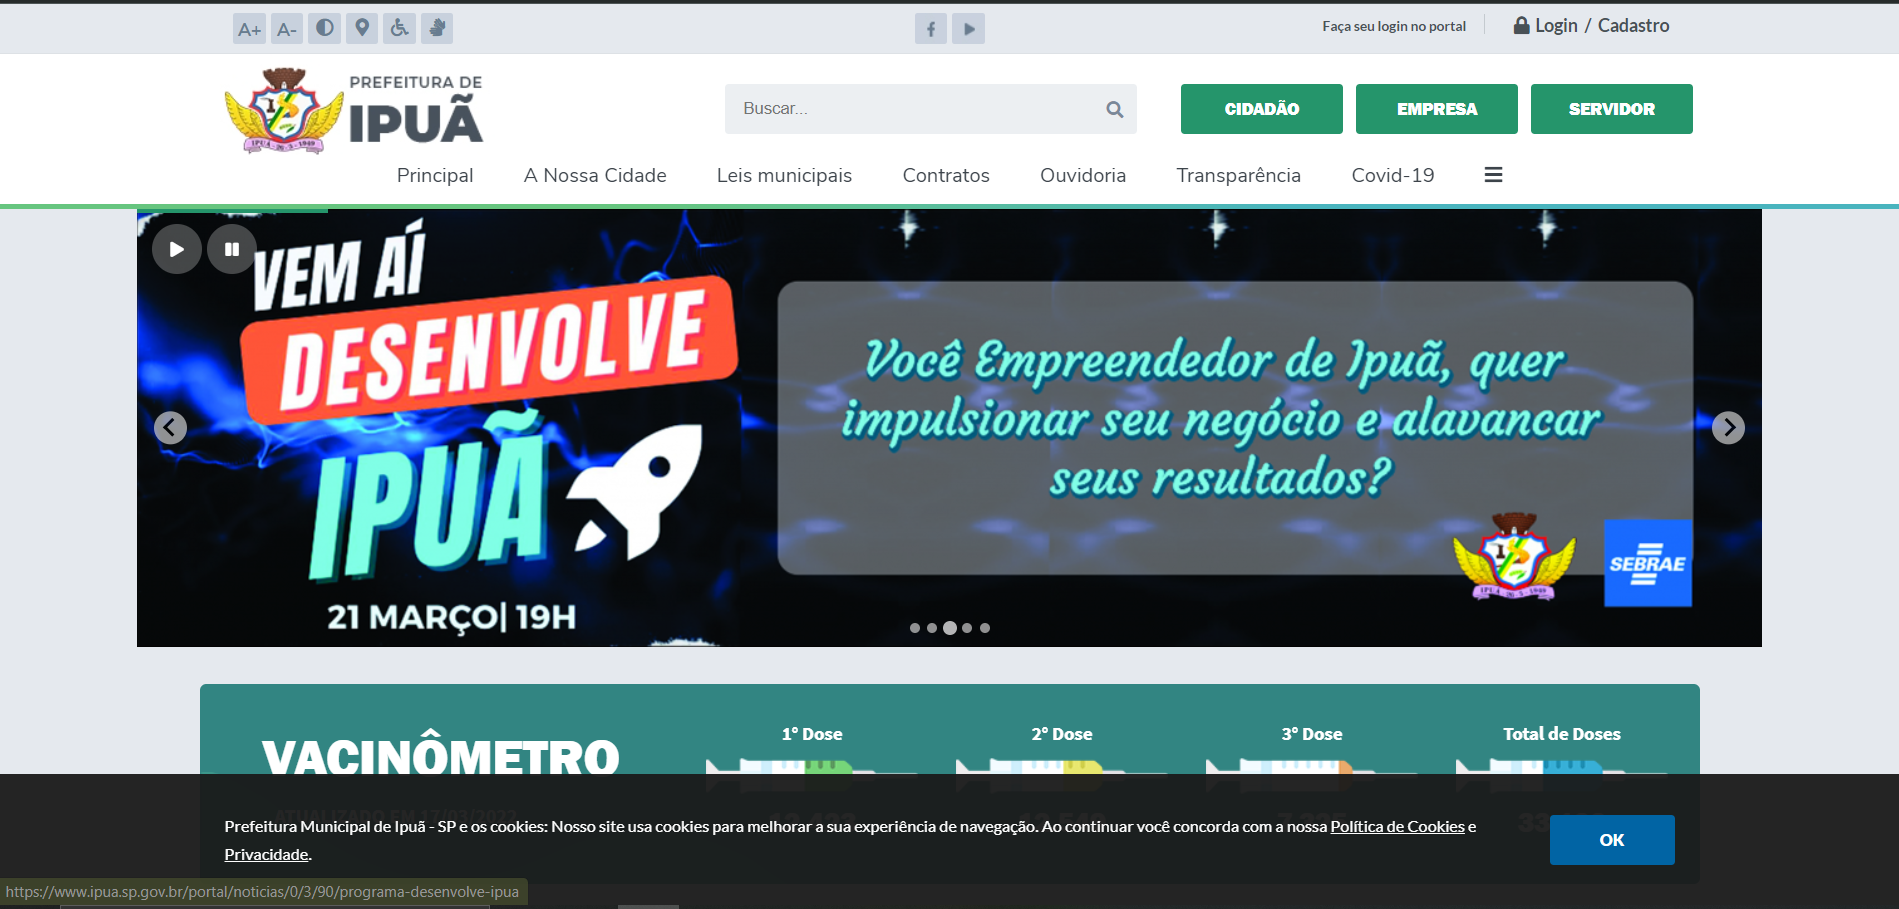 A+ A-
Faça seu login no portal
Login / Cadastro
PREFEITURA DE
IPUÃ
IPUÃ - 20 - 3 - 1949
Buscar...
CIDADÃO
EMPRESA
SERVIDOR
Principal
A Nossa Cidade
Leis municipais
Contratos
Ouvidoria
Transparência
Covid-19
VEM AÍ
DESENVOLVE
IPUÃ
21 MARÇO| 19H
Você Empreendedor de Ipuã, quer
impulsionar seu negócio e alavancar
seus resultados?
SEBRAE
VACINÔMETRO
1° Dose
2° Dose
3° Dose
Total de Doses
Prefeitura Municipal de Ipuã - SP e os cookies: Nosso site usa cookies para melhorar a sua experiência de navegação. Ao continuar você concorda com a nossa Política de Cookies e
Privacidade.
OK
https://www.ipua.sp.gov.br/portal/noticias/0/3/90/programa-desenvolve-ipua